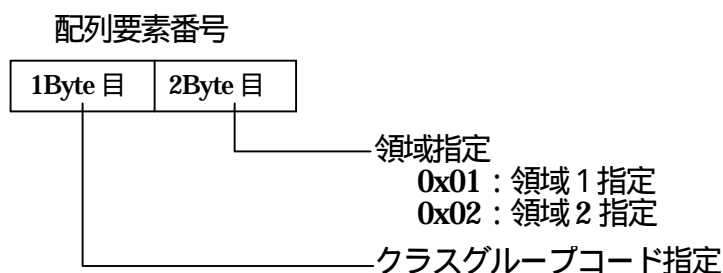 配列要素番号
1Byte 目 2Byte 目
領域指定
0x01：領域1指定
0x02：領域2 指定
クラスグループコード指定